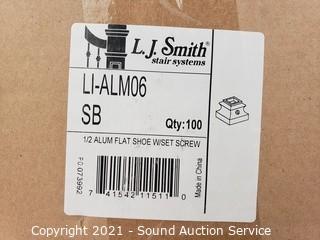 L.J. Smith
stair systems
LI-ALM06
SB
Qty:100
1/2 ALUM FLAT SHOE W/SET SCREW
P.O.073992
7 41542 11511 0
Made in China
Copyright 2021 - Sound Auction Service